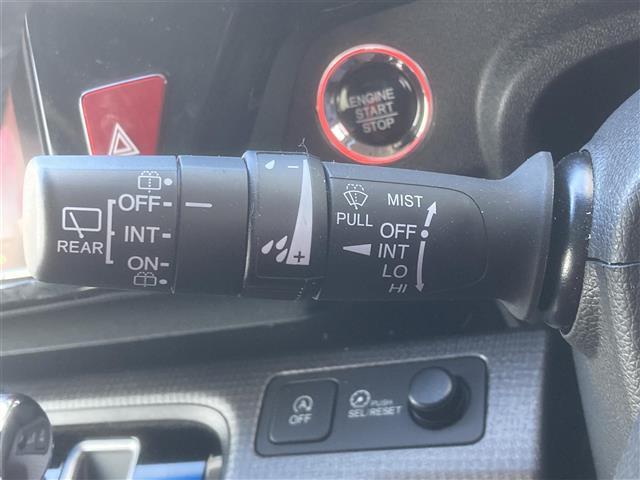 ENGINE
START
STOP
OFF
REAR
INT
ON
-
+
PULL
MIST
OFF
INT
LO
HI
OFF
PUSH
SEL/RESET